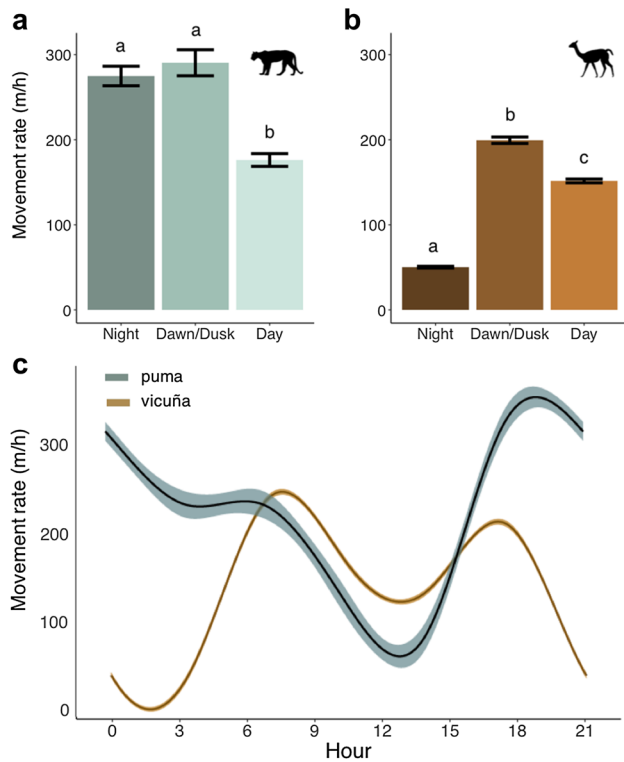 a
b
Movement rate (m/h)
300
200
100
0
a
a
b
Night
Dawn/Dusk
Day
300
200
100
0
a
b
c
Night
Dawn/Dusk
Day
c
puma
vicuña
Movement rate (m/h)
300
200
100
0
0
3
6
9
12
15
18
21
Hour